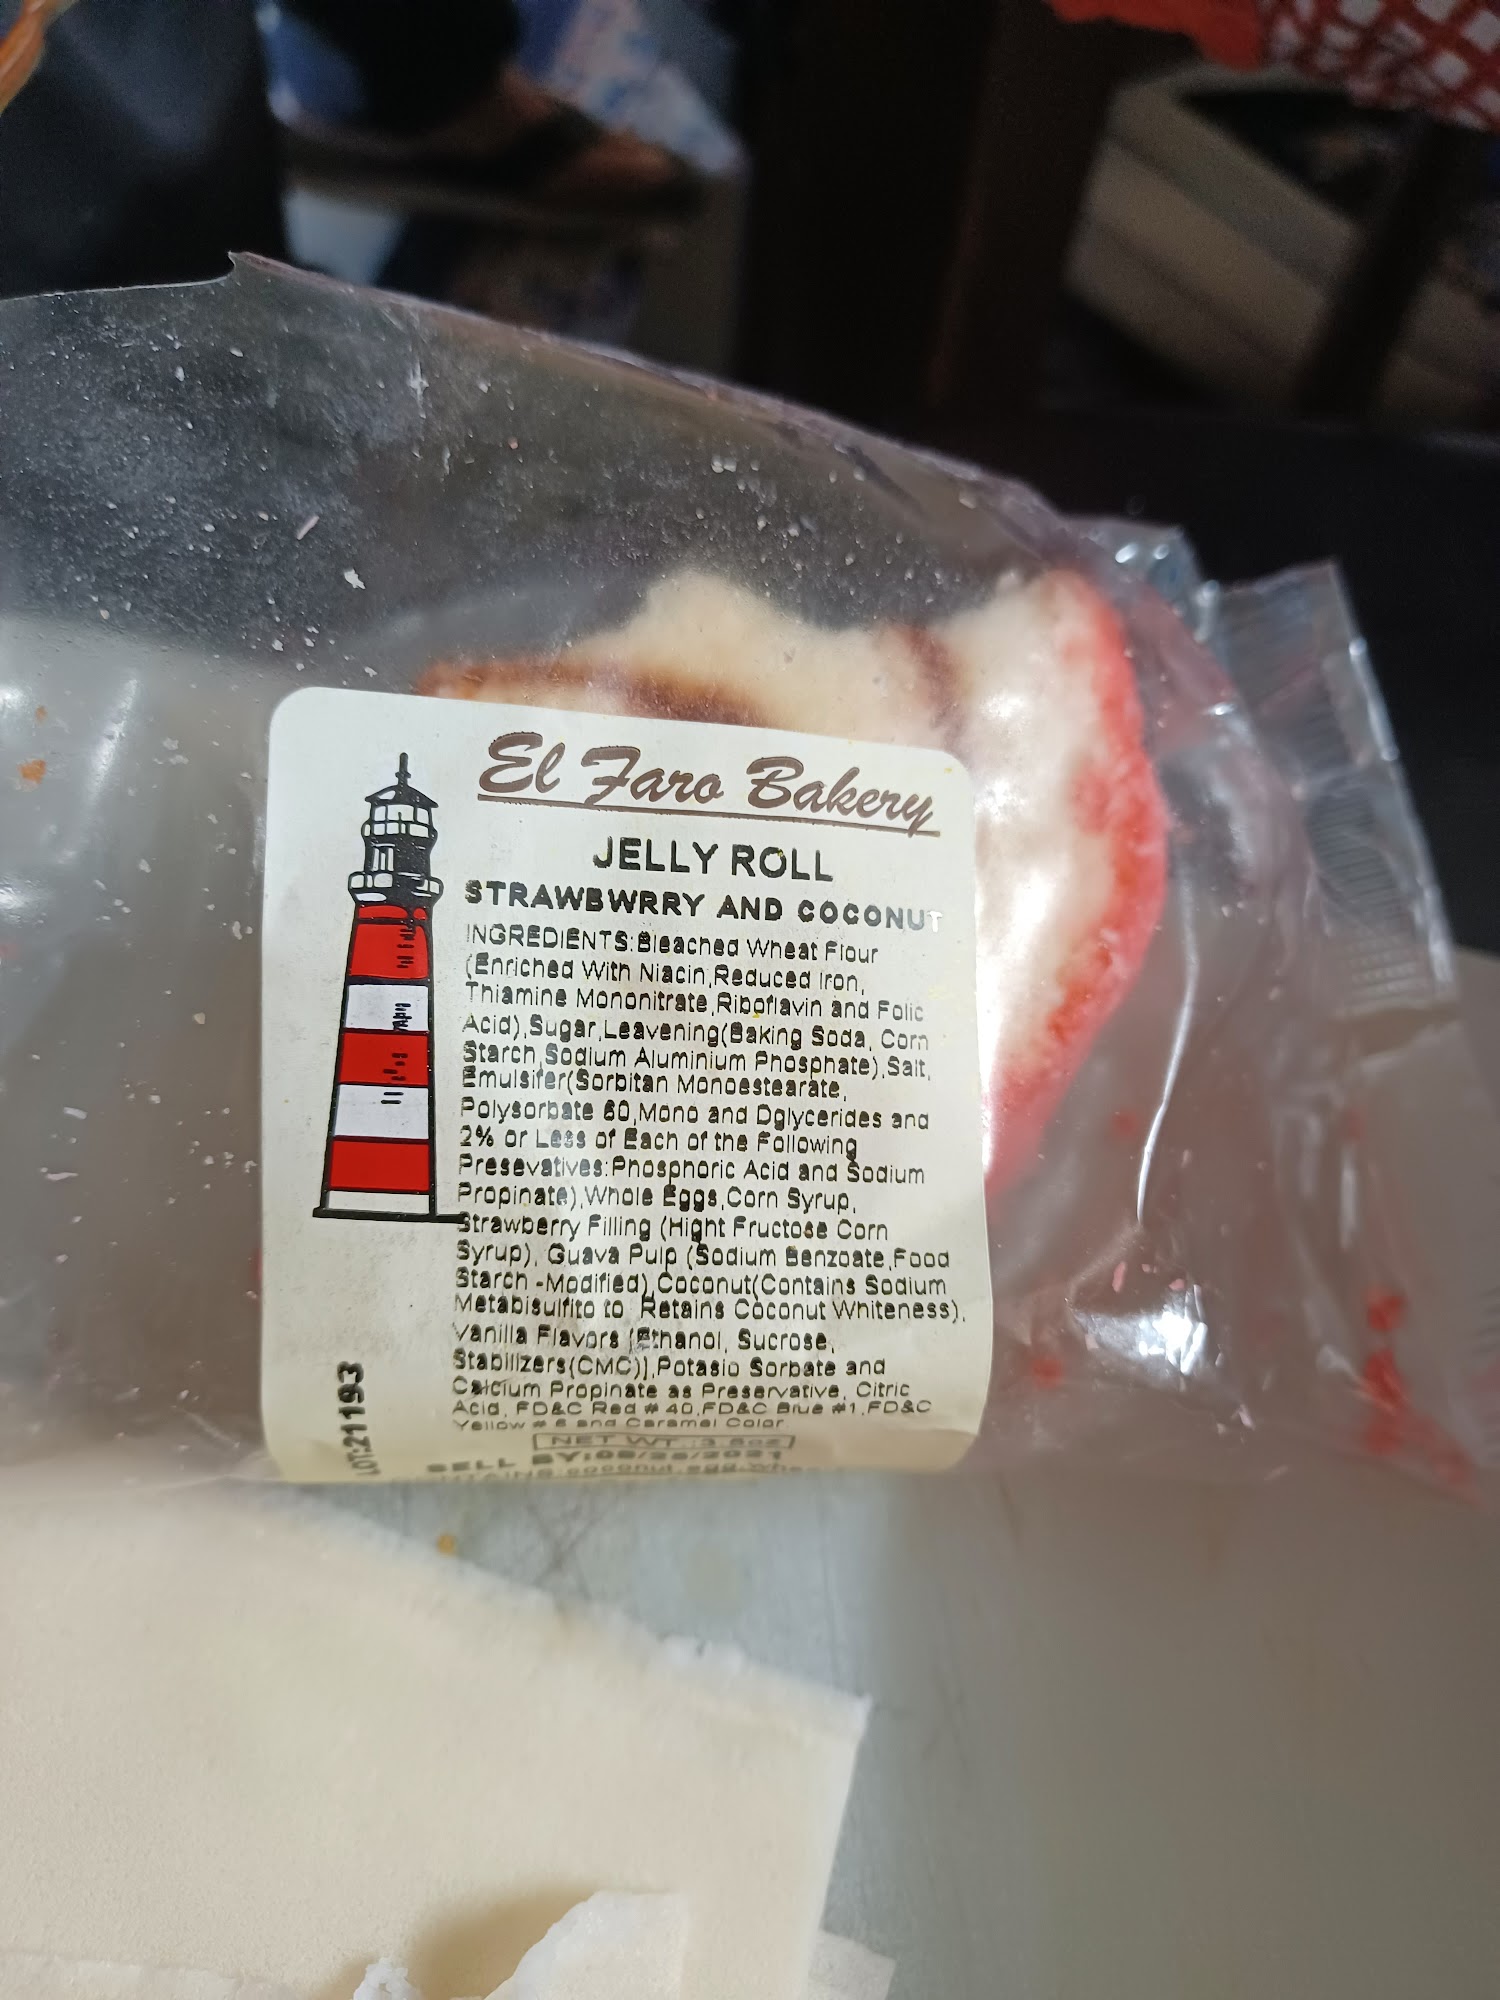 El Faro Bakery
JELLY ROLL
STRAWBWRRY AND COCONUT
INGREDIENTS:Bleached Wheat Flour
(Enriched With Niacin,Reduced Iron,
Thiamine Mononitrate,Riboflavin and Folic
Acid),Sugar,Leavening(Baking Soda, Corn
Starch,Sodium Aluminium Phosphate),Salt,
Emulsifer(Sorbitan Monoestearate,
Polysorbate 60,Mono and Dglycerides and
2% or Less of Each of the Following
Presevatives:Phosphoric Acid and Sodium
Propinate),Whole Eggs,Corn Syrup,
Strawberry Filling (Hight Fructose Corn
Syrup), Guava Pulp (Sodium Benzoate,Food
Starch -Modified),Coconut(Contains Sodium
Metabisulfito to Retains Coconut Whiteness),
Vanilla Flavors [Ethanol, Sucrose,
Stabilizers(CMC)],Potasio Sorbate and
Calcium Propinate as Preservative, Citric
Acid, FD&C Red # 40,FD&C Blue #1,FD&C
Yellow # 6 and Caramel Color.
NET WT.:
SELL BY:
coconut,egg,
LOT:21193